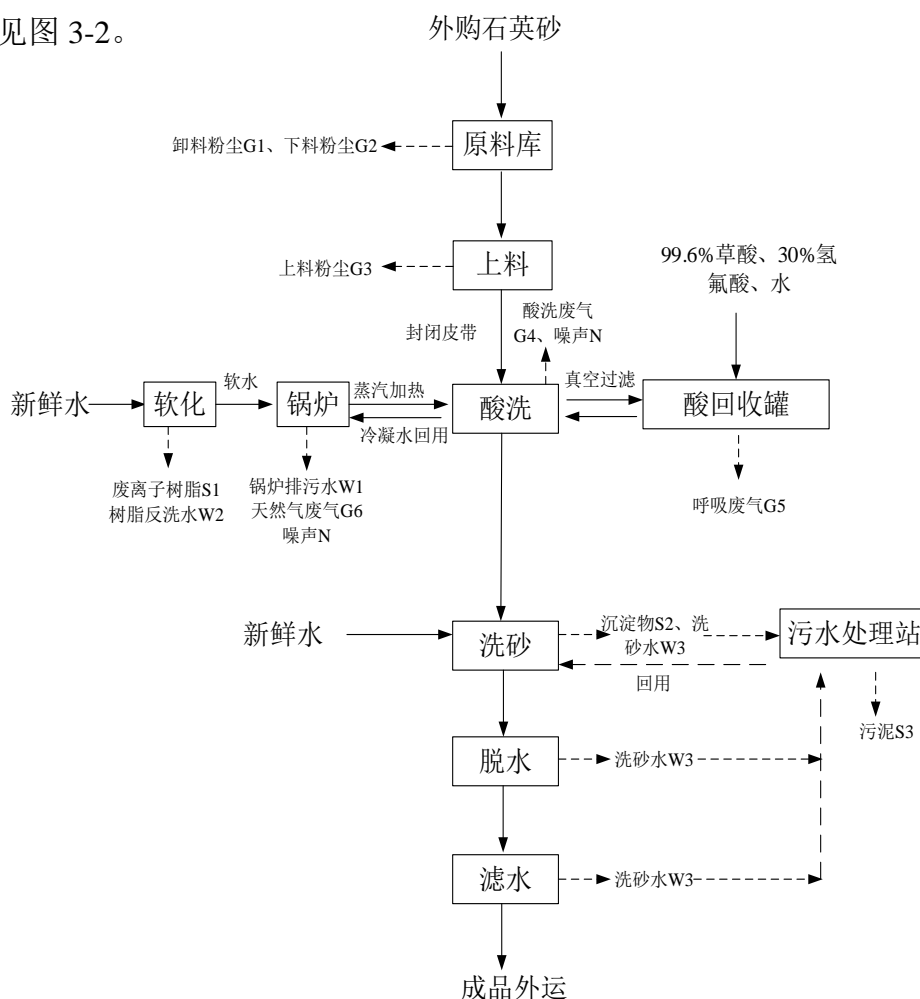 见图 3-2。
外购石英砂
卸料粉尘G1、下料粉尘G2
原料库
上料粉尘G3
上料
99.6%草酸、30%氢
氟酸、水
封闭皮带
酸洗废气
G4、噪声N
新鲜水
软化
软水
锅炉
蒸汽加热
冷凝水回用
酸洗
真空过滤
酸回收罐
废离子树脂S1
树脂反洗水W2
锅炉排污水W1
天然气废气G6
噪声N
呼吸废气G5
新鲜水
洗砂
沉淀物S2、洗
砂水W3
回用
污水处理站
污泥S3
脱水
洗砂水W3
滤水
洗砂水W3
成品外运